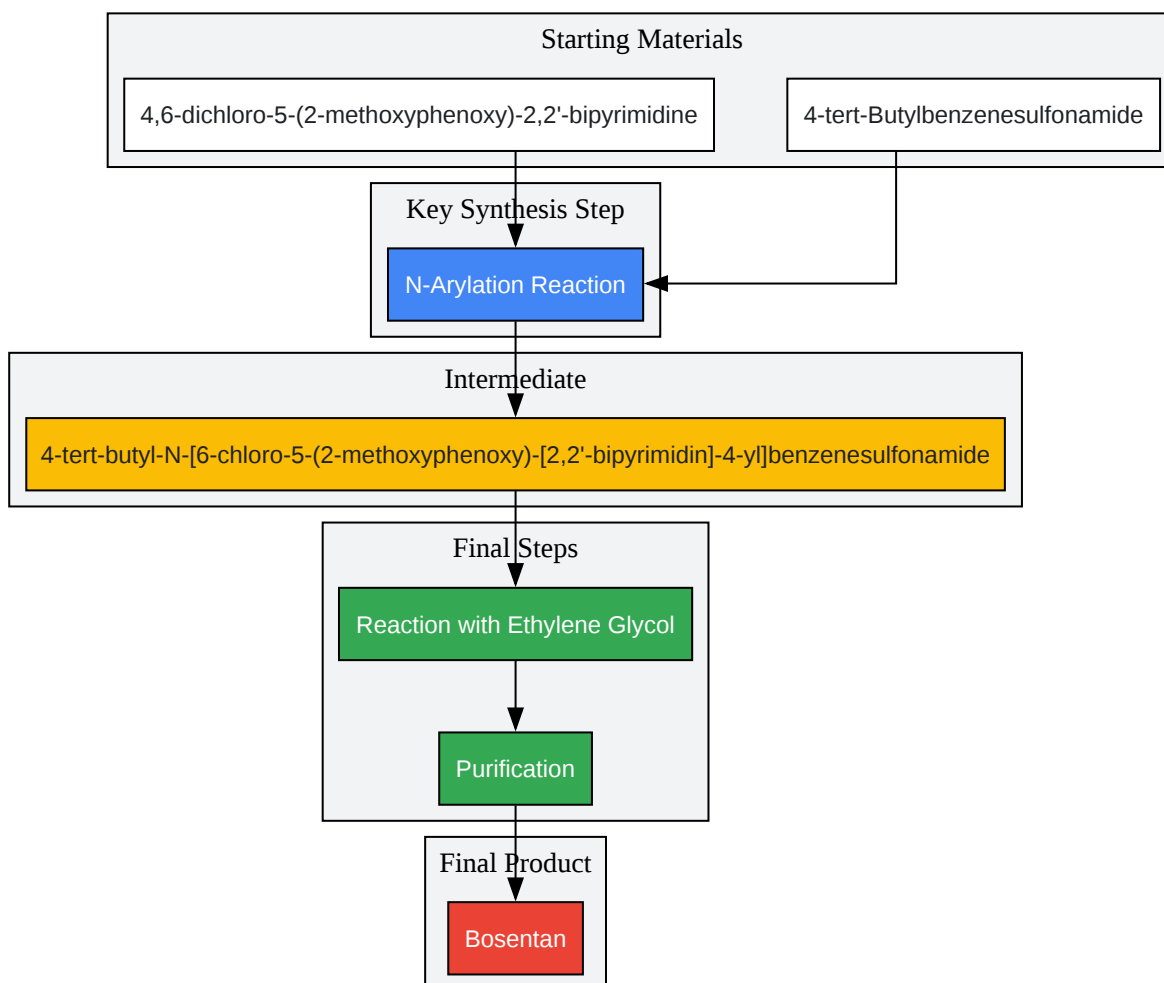 Starting Materials
4,6-dichloro-5-(2-methoxyphenoxy)-2,2'-bipyrimidine
4-tert-Butylbenzenesulfonamide
Key Synthesis Step
N-Arylation Reaction
Intermediate
4-tert-butyl-N-[6-chloro-5-(2-methoxyphenoxy)-[2,2'-bipyrimidin]-4-yl]benzenesulfonamide
Final Steps
Reaction with Ethylene Glycol
Purification
Final Product
Bosentan